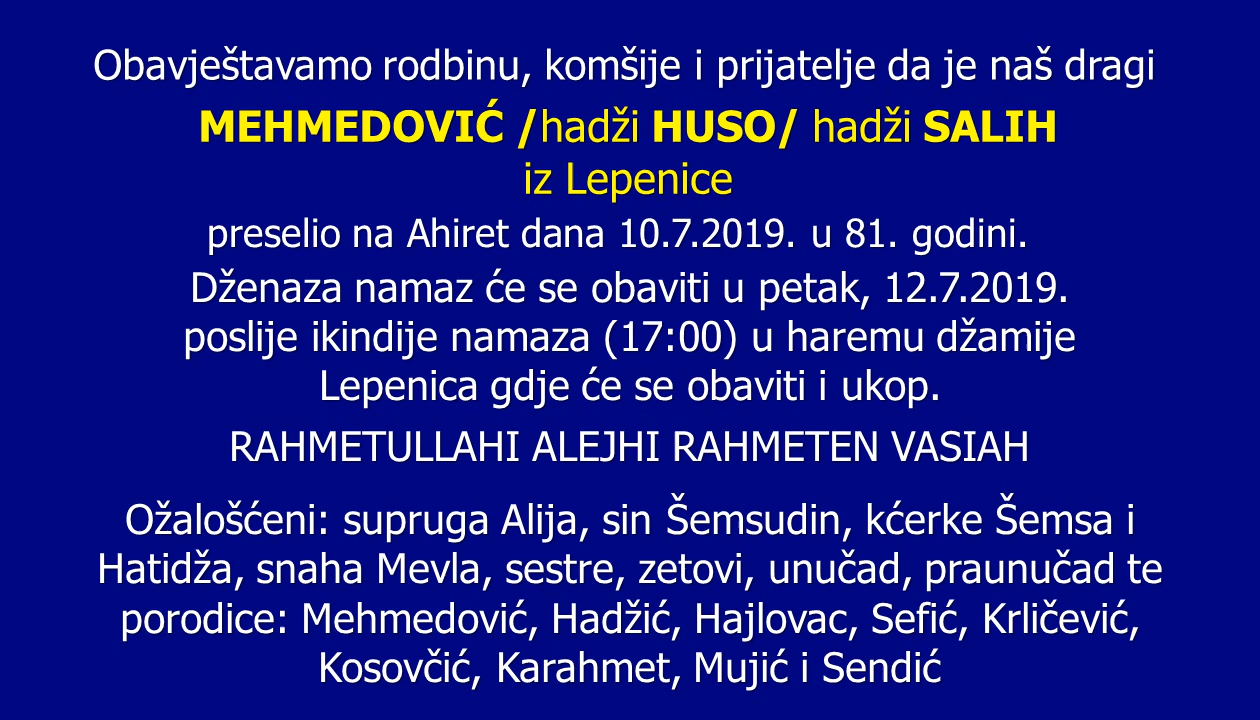 Obavještavamo rodbinu, komšije i prijatelje da je naš dragi
MEHMEDOVIĆ /hadži HUSO/ hadži SALIH
iz Lepenice
preselio na Ahiret dana 10.7.2019. u 81. godini.
Dženaza namaz će se obaviti u petak, 12.7.2019.
poslije ikindije namaza (17:00) u haremu džamije
Lepenica gdje će se obaviti i ukop.
RAHMETULLAHI ALEJHI RAHMETEN VASIAH
Ožalošćeni: supruga Alija, sin Šemsudin, kćerke Šemsa i
Hatidža, snaha Mevla, sestre, zetovi, unučad, praunučad te
porodice: Mehmedović, Hadžić, Hajlovac, Sefić, Krličević,
Kosovčić, Karahmet, Mujić i Sendić